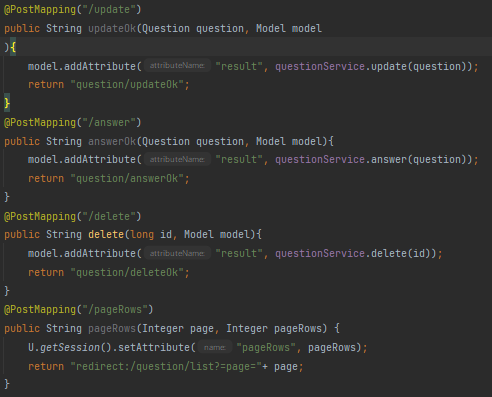 @PostMapping("/update")
public String updateOk(Question question, Model model
){
    model.addAttribute( attributeName: "result", questionService.update(question));
    return "question/updateOk";
}
@PostMapping("/answer")
public String answerOk(Question question, Model model){
    model.addAttribute( attributeName: "result", questionService.answer(question));
    return "question/answerOk";
}
@PostMapping("/delete")
public String delete(long id, Model model){
    model.addAttribute( attributeName: "result", questionService.delete(id));
    return "question/deleteOk";
}
@PostMapping("/pageRows")
public String pageRows(Integer page, Integer pageRows) {
    U.getSession().setAttribute( name: "pageRows", pageRows);
    return "redirect:/question/list?=page="+ page;
}